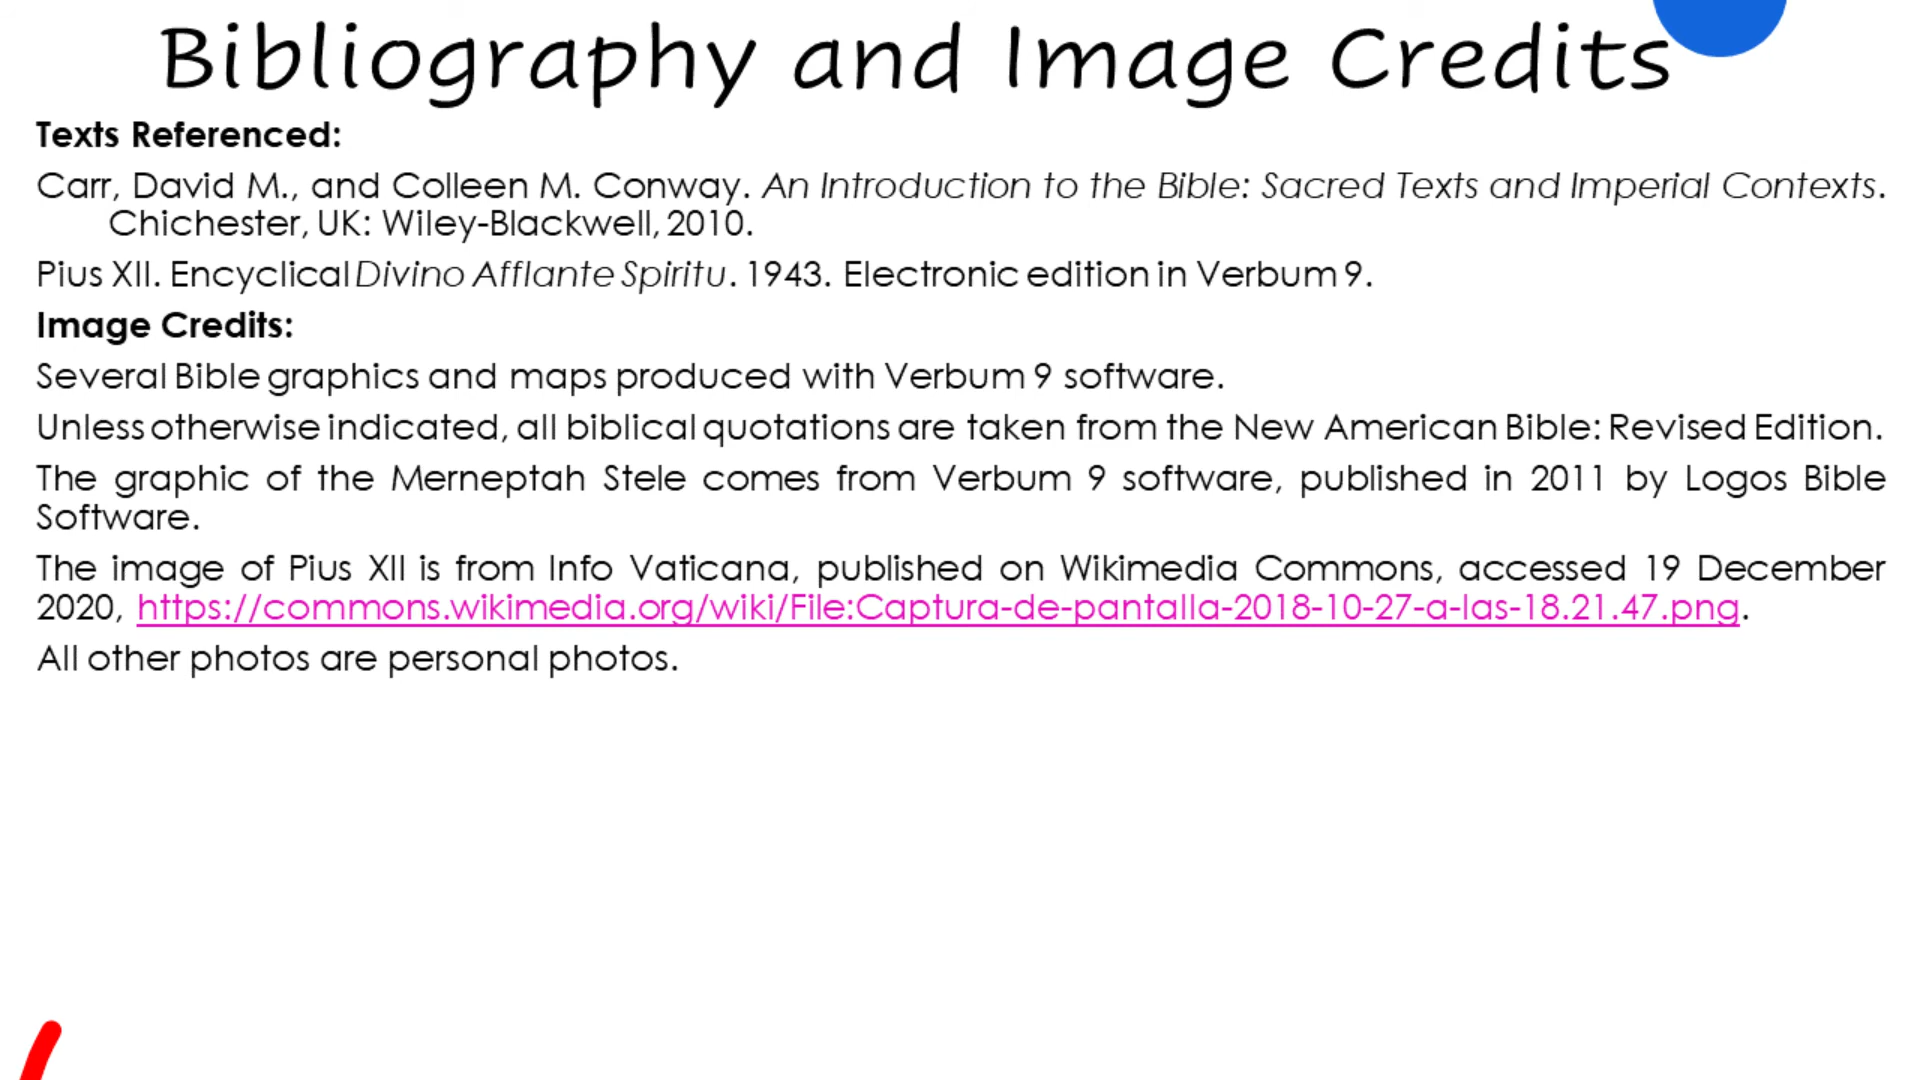 Bibliography and Image Credits
Texts Referenced:
Carr, David M., and Colleen M. Conway. An Introduction to the Bible: Sacred Texts and Imperial Contexts.
Chichester, UK: Wiley-Blackwell, 2010.
Pius XII. Encyclical Divino Afflante Spiritu. 1943. Electronic edition in Verbum 9.
Image Credits:
Several Bible graphics and maps produced with Verbum 9 software.
Unless otherwise indicated, all biblical quotations are taken from the New American Bible: Revised Edition.
The graphic of the Merneptah Stele comes from Verbum 9 software, published in 2011 by Logos Bible
Software.
The image of Pius XII is from Info Vaticana, published on Wikimedia Commons, accessed 19 December
2020, https://commons.wikimedia.org/wiki/File:Captura-de-pantalla-2018-10-27-a-las-18.21.47.png.
All other photos are personal photos.